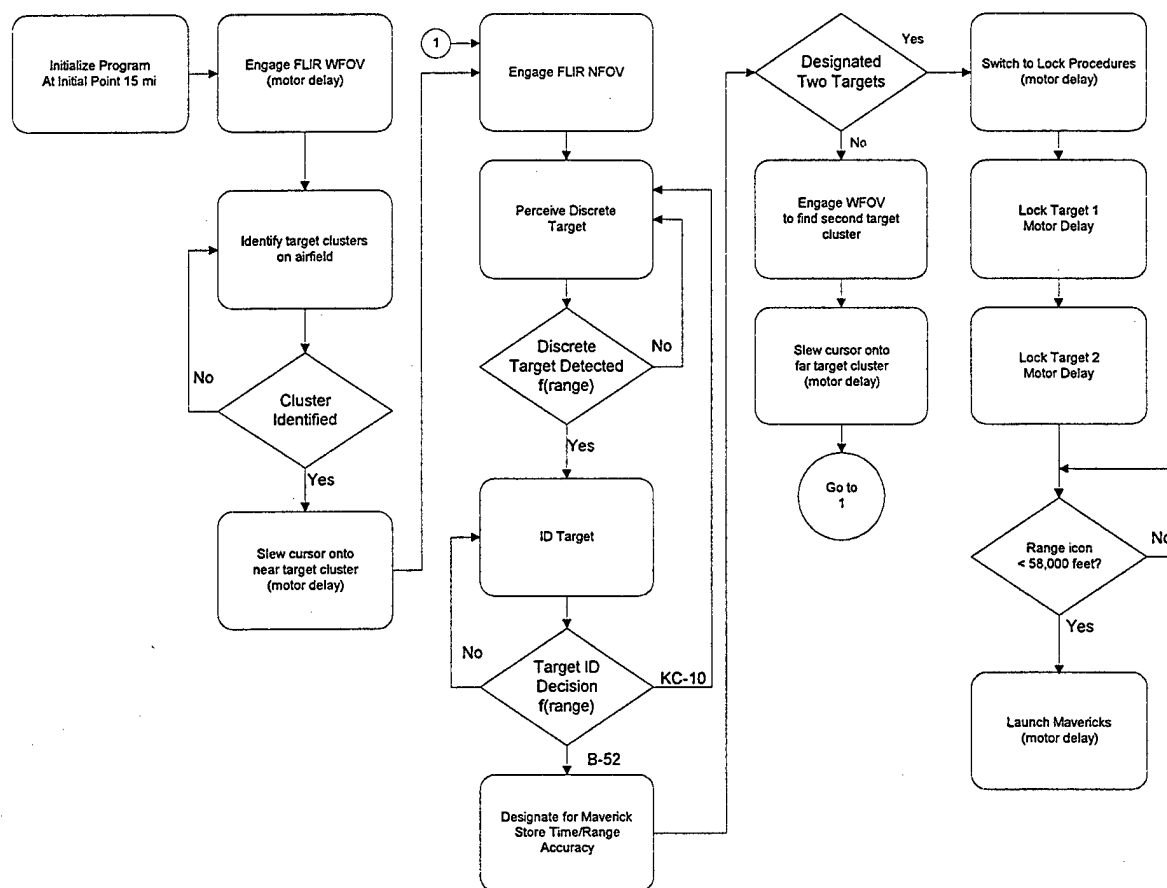 Initialize Program
At Initial Point 15 mi
Engage FLIR WFOV
(motor delay)
Identify target clusters
on airfield
No
Cluster
Identified
Yes
Slew cursor onto
near target cluster
(motor delay)
1
Engage FLIR NFOV
Perceive Discrete
Target
Discrete
Target Detected
f(range)
No
Yes
ID Target
No
Target ID
Decision
f(range)
KC-10
B-52
Designate for Maverick
Store Time/Range
Accuracy
Designated
Two Targets
Yes
No
Engage WFOV
to find second target
cluster
Slew cursor onto
far target cluster
(motor delay)
Go to
1
Switch to Lock Procedures
(motor delay)
Lock Target 1
Motor Delay
Lock Target 2
Motor Delay
Range icon
< 58,000 feet?
No
Yes
Launch Mavericks
(motor delay)